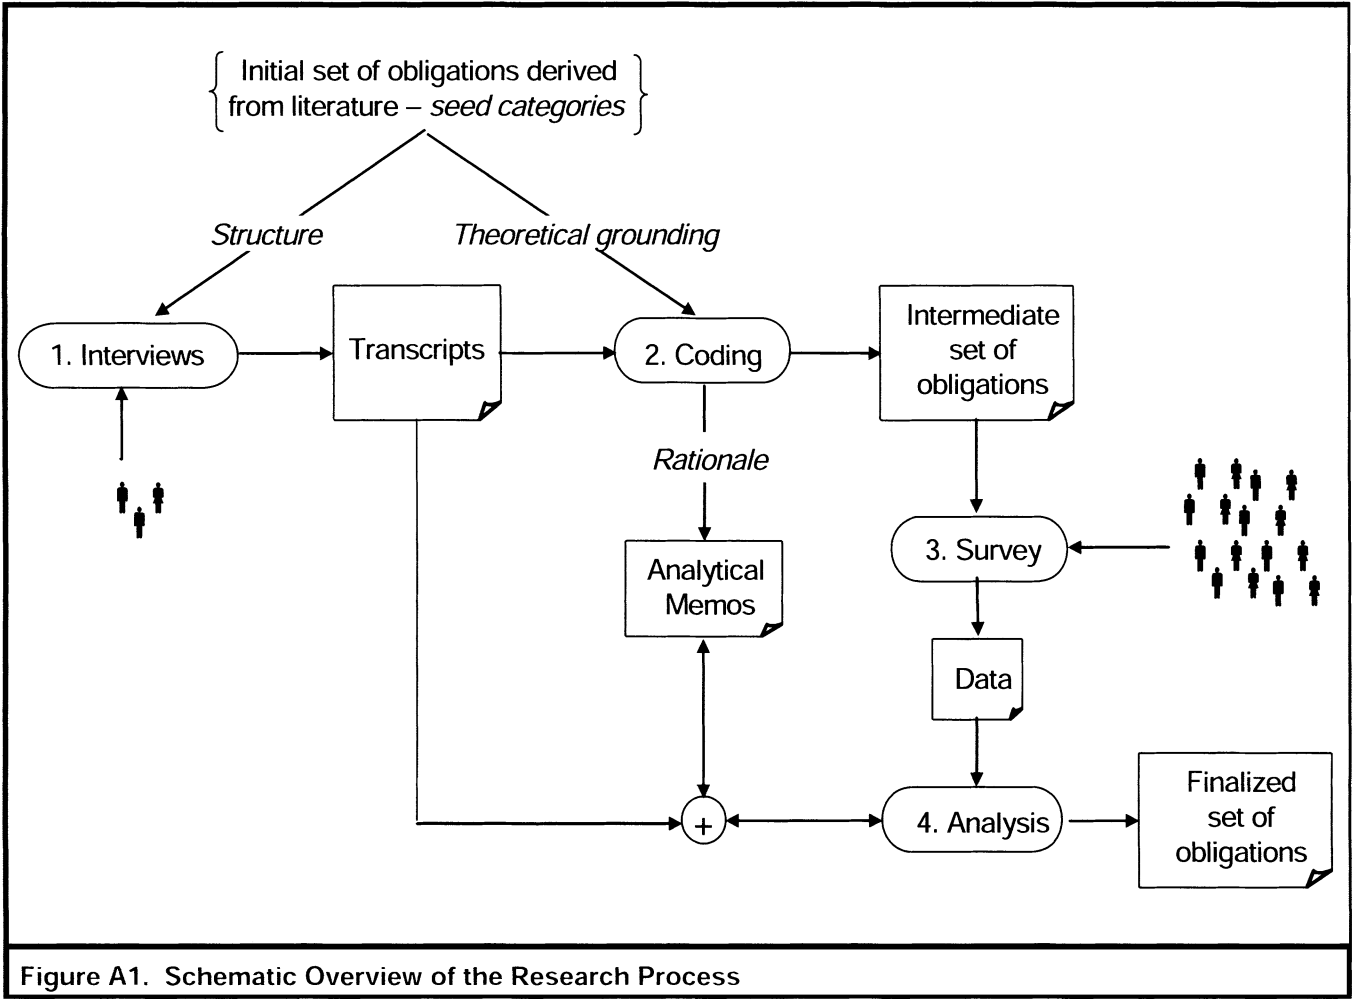 Initial set of obligations derived
from literature – seed categories
Structure
Theoretical grounding
1. Interviews
Transcripts
2. Coding
Intermediate
set of
obligations
Rationale
Analytical
Memos
3. Survey
Data
+
4. Analysis
Finalized
set of
obligations
Figure A1. Schematic Overview of the Research Process